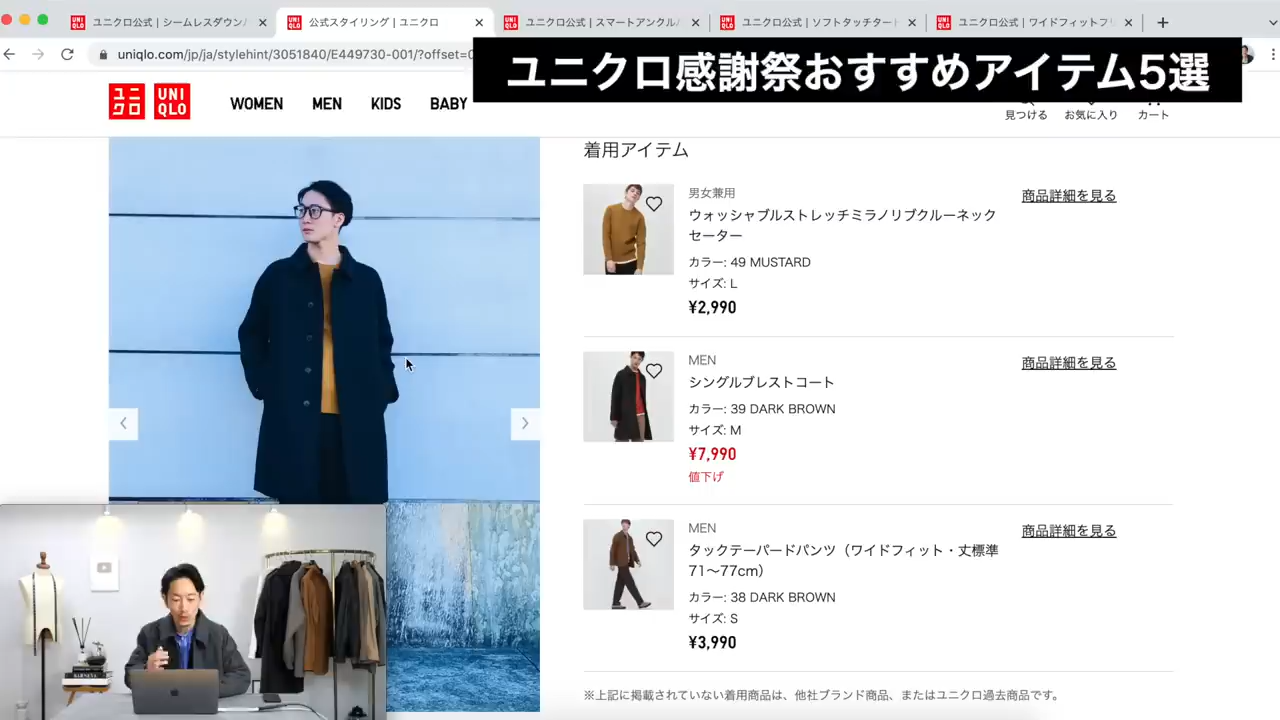 ユニクロ公式 | シームレスダウン
公式スタイリング | ユニクロ
ユニクロ公式 | スマートアンクル
ユニクロ公式 | ソフトタッチタート
ユニクロ公式 | ワイドフィットフリ
uniqlo.com/jp/ja/stylehint/3051840/E449730-001/?offset=
ユニクロ感謝祭おすすめアイテム5選
ユニクロ
UNIQLO
WOMEN
MEN
KIDS
BABY
見つける
お気に入り
カート
着用アイテム
男女兼用
商品詳細を見る
ウォッシャブルストレッチミラノリブクルーネック
セーター
カラー: 49 MUSTARD
サイズ: L
¥2,990
MEN
商品詳細を見る
シングルブレストコート
カラー: 39 DARK BROWN
サイズ: M
¥7,990
値下げ
MEN
商品詳細を見る
タックテーパードパンツ（ワイドフィット・丈標準
71〜77cm）
カラー: 38 DARK BROWN
サイズ: S
¥3,990
※上記に掲載されていない着用商品は、他社ブランド商品、またはユニクロ過去商品です。